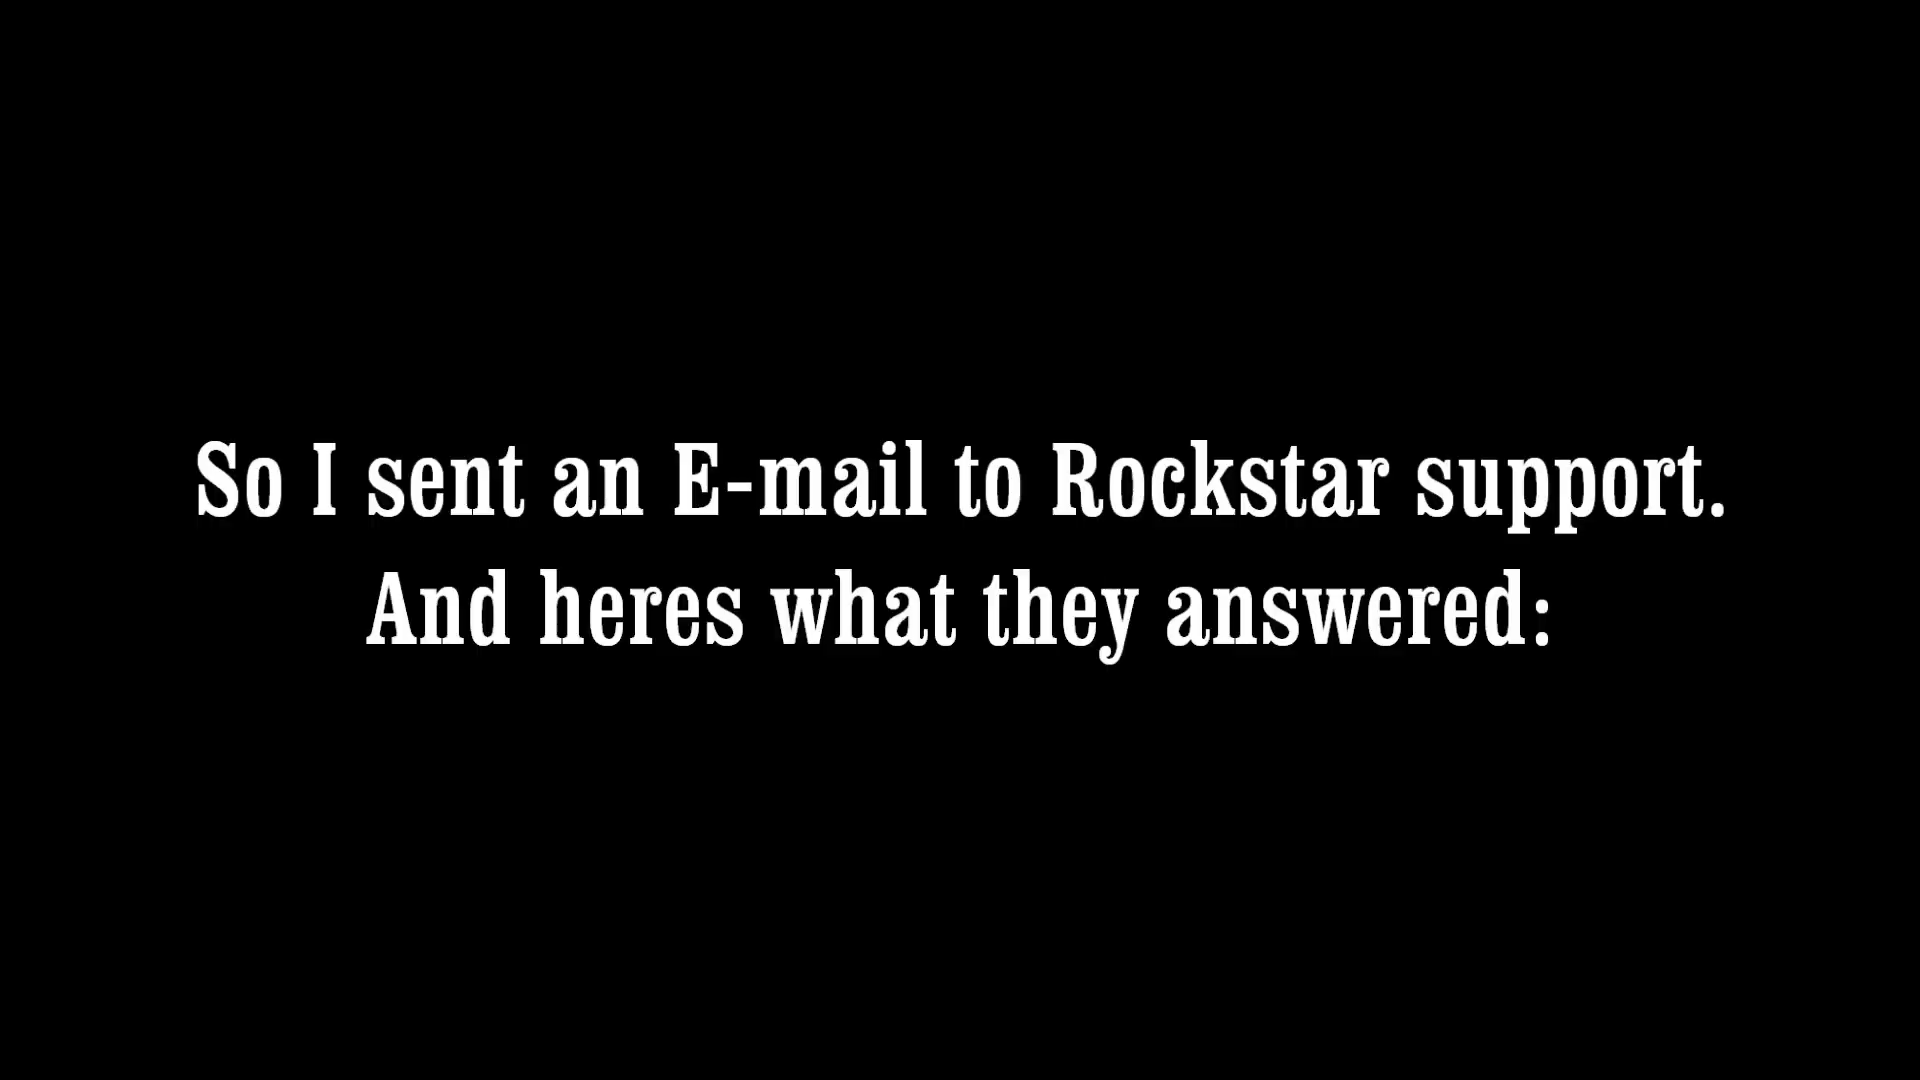 So I sent an E-mail to Rockstar support.
And heres what they answered: